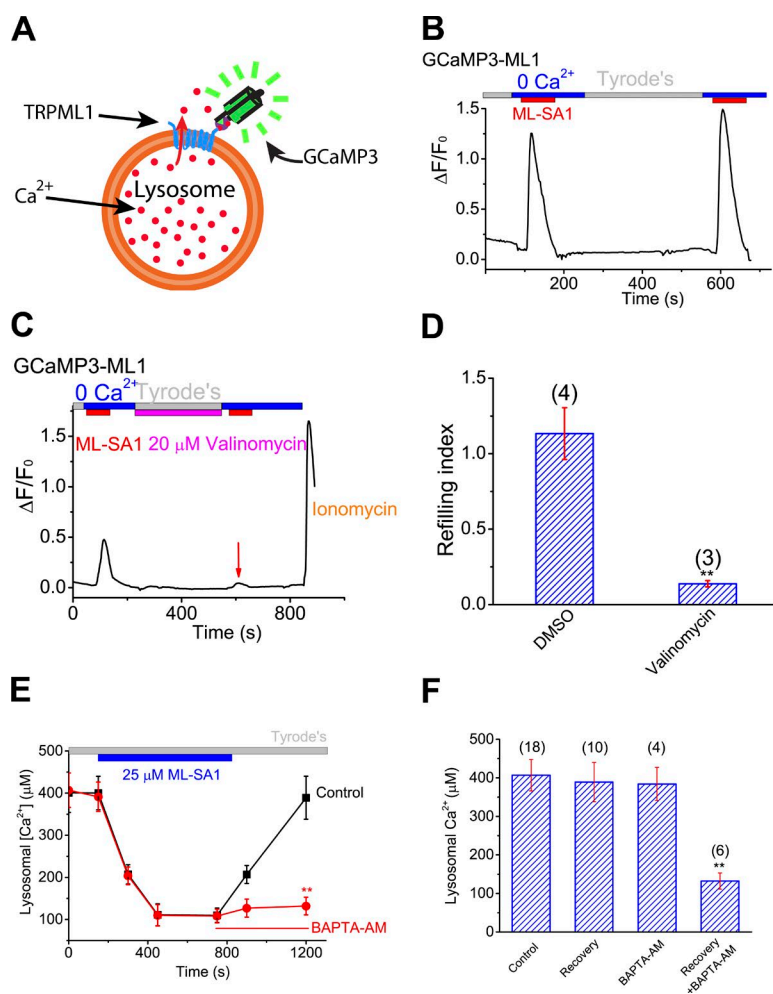 A
TRPML1
GCaMP3
Lysosome
Ca2+
B
GCaMP3-ML1
0 Ca2+ Tyrode's
ML-SA1
ΔF/F0
1.5
1.0
0.5
0.0
200 400 600
Time (s)
C
GCaMP3-ML1
0 Ca2+ Tyrode's
ML-SA1 20 μM Valinomycin
Ionomycin
ΔF/F0
1.5
1.0
0.5
0.0
0 400 800
Time (s)
D
Refilling index
1.5
1.0
0.5
0.0
(4)
(3)
**
DMSO
Valinomycin
E
Tyrode's
25 μM ML-SA1
Lysosomal [Ca2+] (μM)
500
400
300
200
100
0
Control
**
BAPTA-AM
0 400 800 1200
Time (s)
F
Lysosomal Ca2+ (μM)
500
400
300
200
100
0
(18) (10) (4)
(6)
**
Control
Recovery
BAPTA-AM
Recovery
+BAPTA-AM